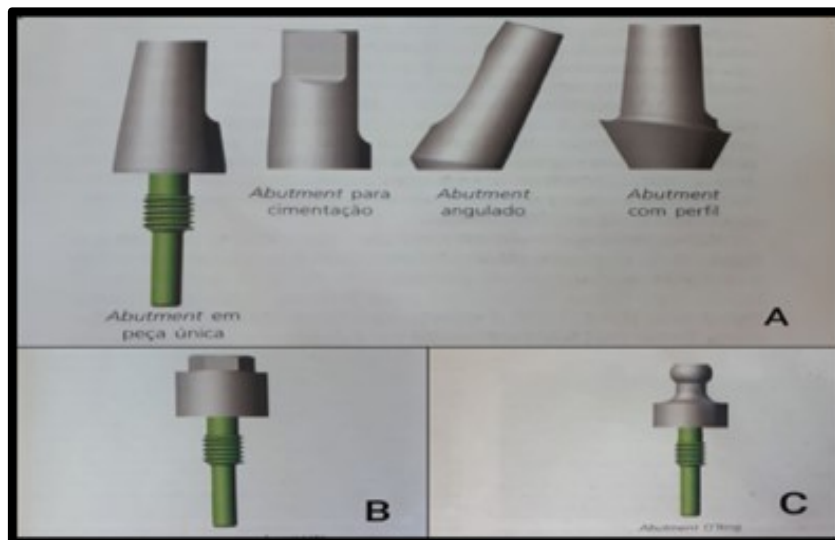 Abutment para
cimentação
Abutment
angulado
Abutment
com perfil
Abutment em
peça única
A
B
C
Abutment O'Ring